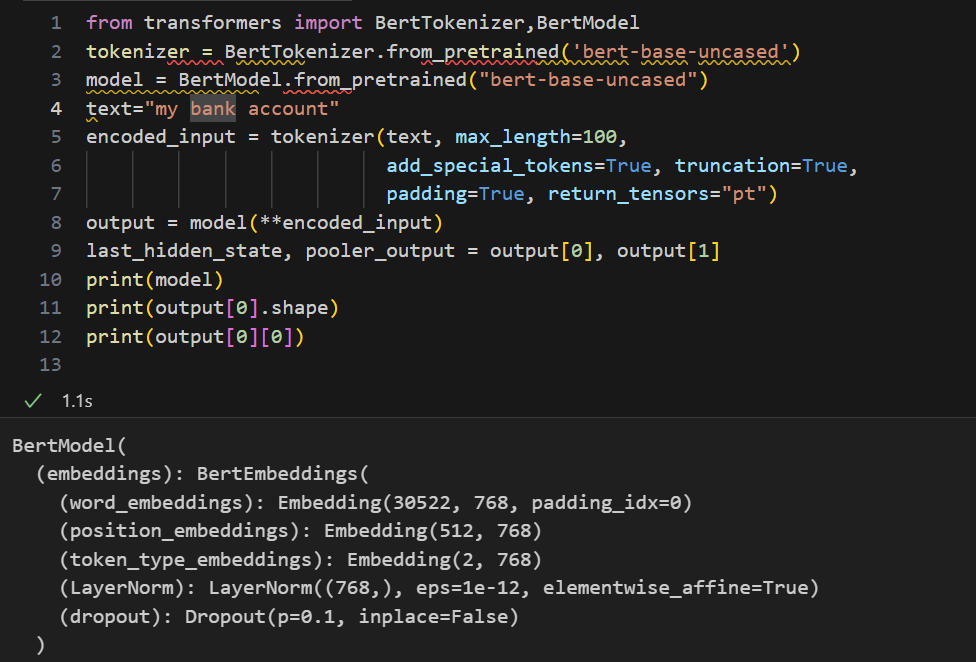 1 from transformers import BertTokenizer,BertModel
2 tokenizer = BertTokenizer.from_pretrained('bert-base-uncased')
3 model = BertModel.from_pretrained("bert-base-uncased")
4 text="my bank account"
5 encoded_input = tokenizer(text, max_length=100,
6 add_special_tokens=True, truncation=True,
7 padding=True, return_tensors="pt")
8 output = model(**encoded_input)
9 last_hidden_state, pooler_output = output[0], output[1]
10 print(model)
11 print(output[0].shape)
12 print(output[0][0])
13
1.1s
BertModel(
(embeddings): BertEmbeddings(
(word_embeddings): Embedding(30522, 768, padding_idx=0)
(position_embeddings): Embedding(512, 768)
(token_type_embeddings): Embedding(2, 768)
(LayerNorm): LayerNorm((768,), eps=1e-12, elementwise_affine=True)
(dropout): Dropout(p=0.1, inplace=False)
)